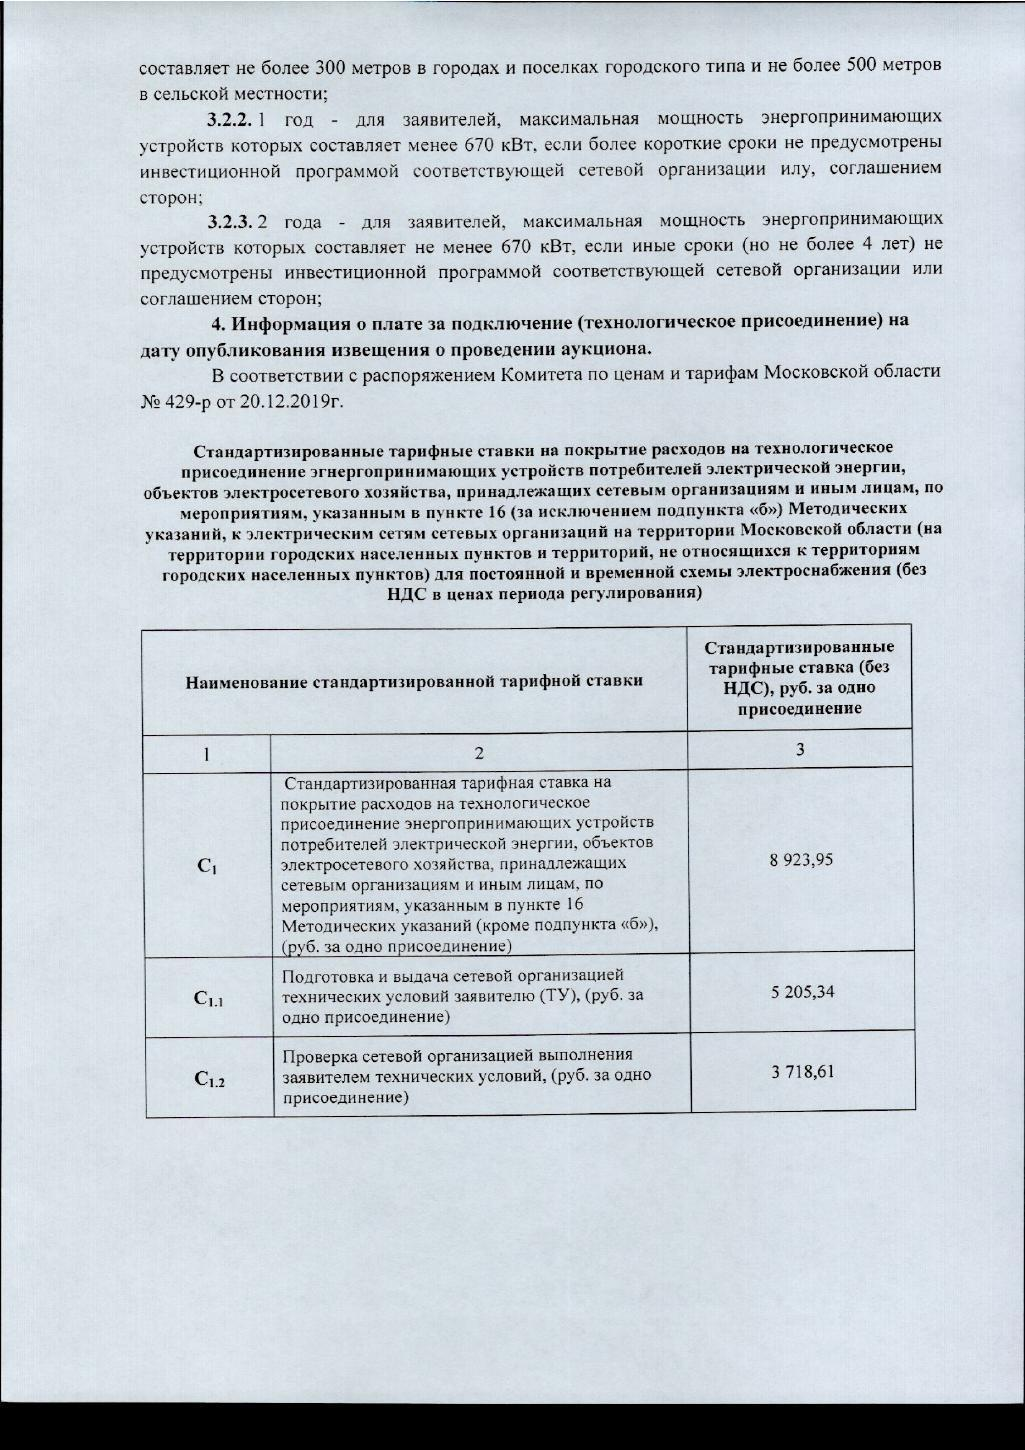 составляет не более 300 метров в городах и поселках городского типа и не более 500 метров
в сельской местности;
3.2.2. 1 год - для заявителей, максимальная мощность энергопринимающих
устройств которых составляет менее 670 кВт, если более короткие сроки не предусмотрены
инвестиционной программой соответствующей сетевой организации илу, соглашением
сторон;
3.2.3. 2 года - для заявителей, максимальная мощность энергопринимающих
устройств которых составляет не менее 670 кВт, если иные сроки (но не более 4 лет) не
предусмотрены инвестиционной программой соответствующей сетевой организации или
соглашением сторон;
4. Информация о плате за подключение (технологическое присоединение) на
дату опубликования извещения о проведении аукциона.
В соответствии с распоряжением Комитета по ценам и тарифам Московской области
№ 429-р от 20.12.2019г.
Стандартизированные тарифные ставки на покрытие расходов на технологическое
присоединение эгнергопринимающих устройств потребителей электрической энергии,
объектов электросетевого хозяйства, принадлежащих сетевым организациям и иным лицам, по
мероприятиям, указанным в пункте 16 (за исключением подпункта «б») Методических
указаний, к электрическим сетям сетевых организаций на территории Московской области (на
территории городских населенных пунктов и территорий, не относящихся к территориям
городских населенных пунктов) для постоянной и временной схемы электроснабжения (без
НДС в ценах периода регулирования)
Наименование стандартизированной тарифной ставки
Стандартизированные
тарифные ставка (без
НДС), руб. за одно
присоединение
1 2 3
C1
Стандартизированная тарифная ставка на
покрытие расходов на технологическое
присоединение энергопринимающих устройств
потребителей электрической энергии, объектов
электросетевого хозяйства, принадлежащих
сетевым организациям и иным лицам, по
мероприятиям, указанным в пункте 16
Методических указаний (кроме подпункта «б»),
(руб. за одно присоединение)
8 923,95
C1.1
Подготовка и выдача сетевой организацией
технических условий заявителю (ТУ), (руб. за
одно присоединение)
5 205,34
C1.2
Проверка сетевой организацией выполнения
заявителем технических условий, (руб. за одно
присоединение)
3 718,61